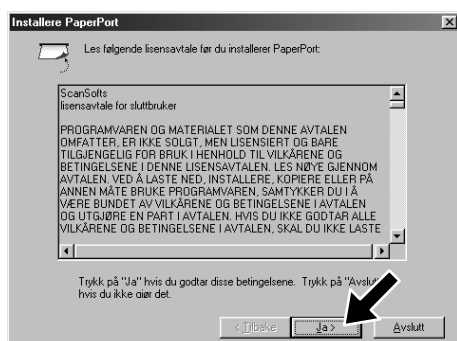 Installere PaperPort
Les følgende lisensavtale før du installerer PaperPort:
ScanSofts
lisensavtale for sluttbruker
PROGRAMVAREN OG MATERIALET SOM DENNE AVTALEN
OMFATTER, ER IKKE SOLGT, MEN LISENSIERT OG BARE
TILGJENGELIG FOR BRUK I HENHOLD TIL VILKÅRENE OG
BETINGELSENE I DENNE LISENSAVTALEN. LES NØYE GJENNOM
AVTALEN. VED Å LASTE NED, INSTALLERE, KOPIERE ELLER PÅ
ANNEN MÅTE BRUKE PROGRAMVAREN, SAMTYKKER DU I Å
VÆRE BUNDET AV VILKÅRENE OG BETINGELSENE I AVTALEN
OG UTGJØRE EN PART I AVTALEN. HVIS DU IKKE GODTAR ALLE
VILKÅRENE OG BETINGELSENE I AVTALEN, SKAL DU IKKE LASTE
Trykk på "Ja" hvis du godtar disse betingelsene. Trykk på "Avslutt
hvis du ikke gjør det.
< Tilbake Ja > Avslutt